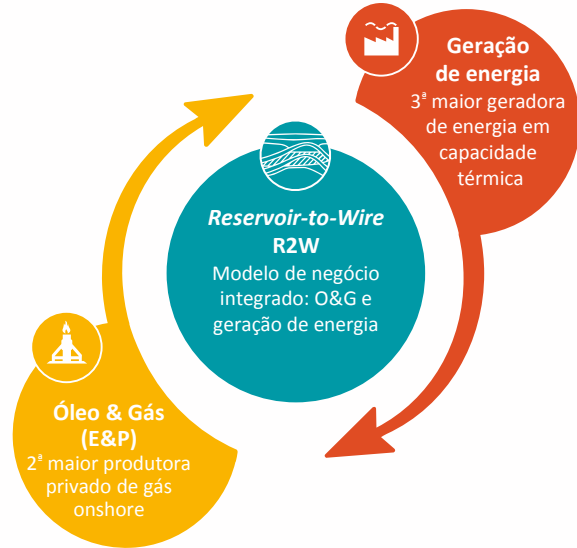 Geração
de energia
3ª maior geradora
de energia em
capacidade
térmica
Reservoir-to-Wire
R2W
Modelo de negócio
integrado: O&G e
geração de energia
Óleo & Gás
(E&P)
2ª maior produtora
privado de gás
onshore